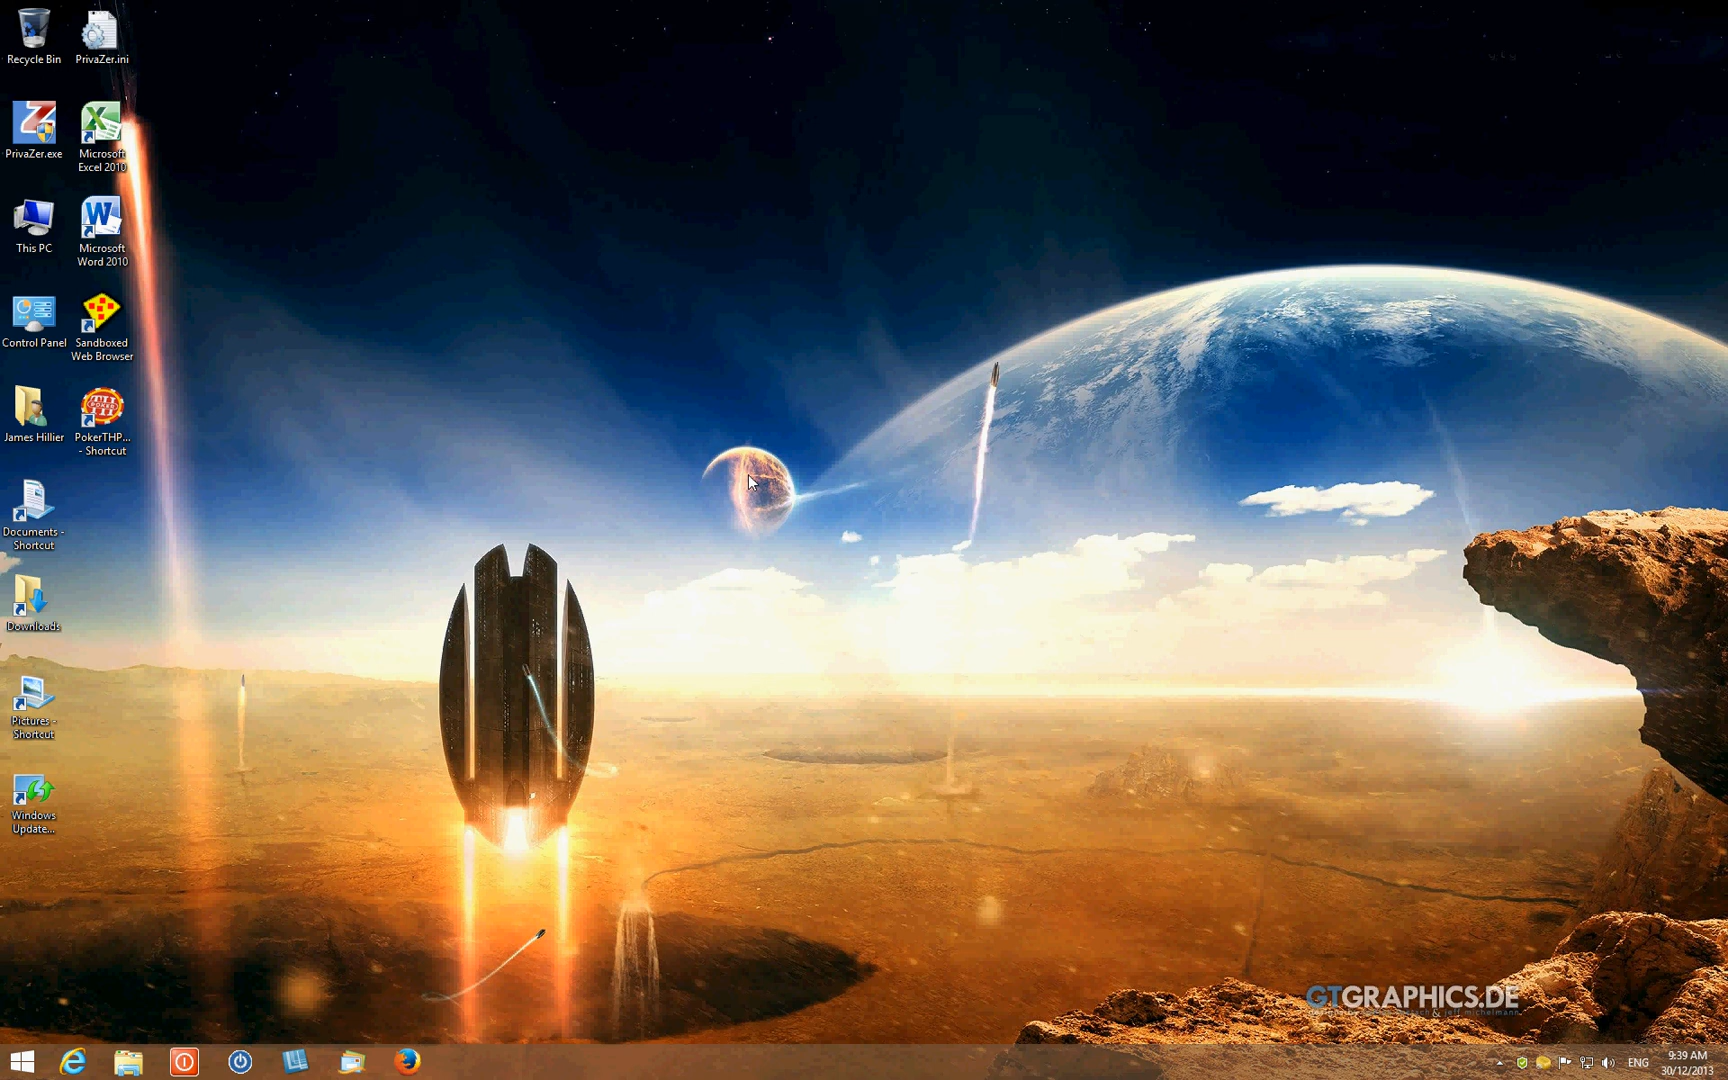 Recycle Bin
PrivaZer.ini
PrivaZer.exe
Microsoft
Excel 2010
This PC
Microsoft
Word 2010
Control Panel
Sandboxed
Web Browser
James Hillier
PokerTHP...
- Shortcut
Documents -
Shortcut
Downloads
Pictures -
Shortcut
Windows
Update...
GTGRAPHICS.DE
ENG
9:39 AM
30/12/2013